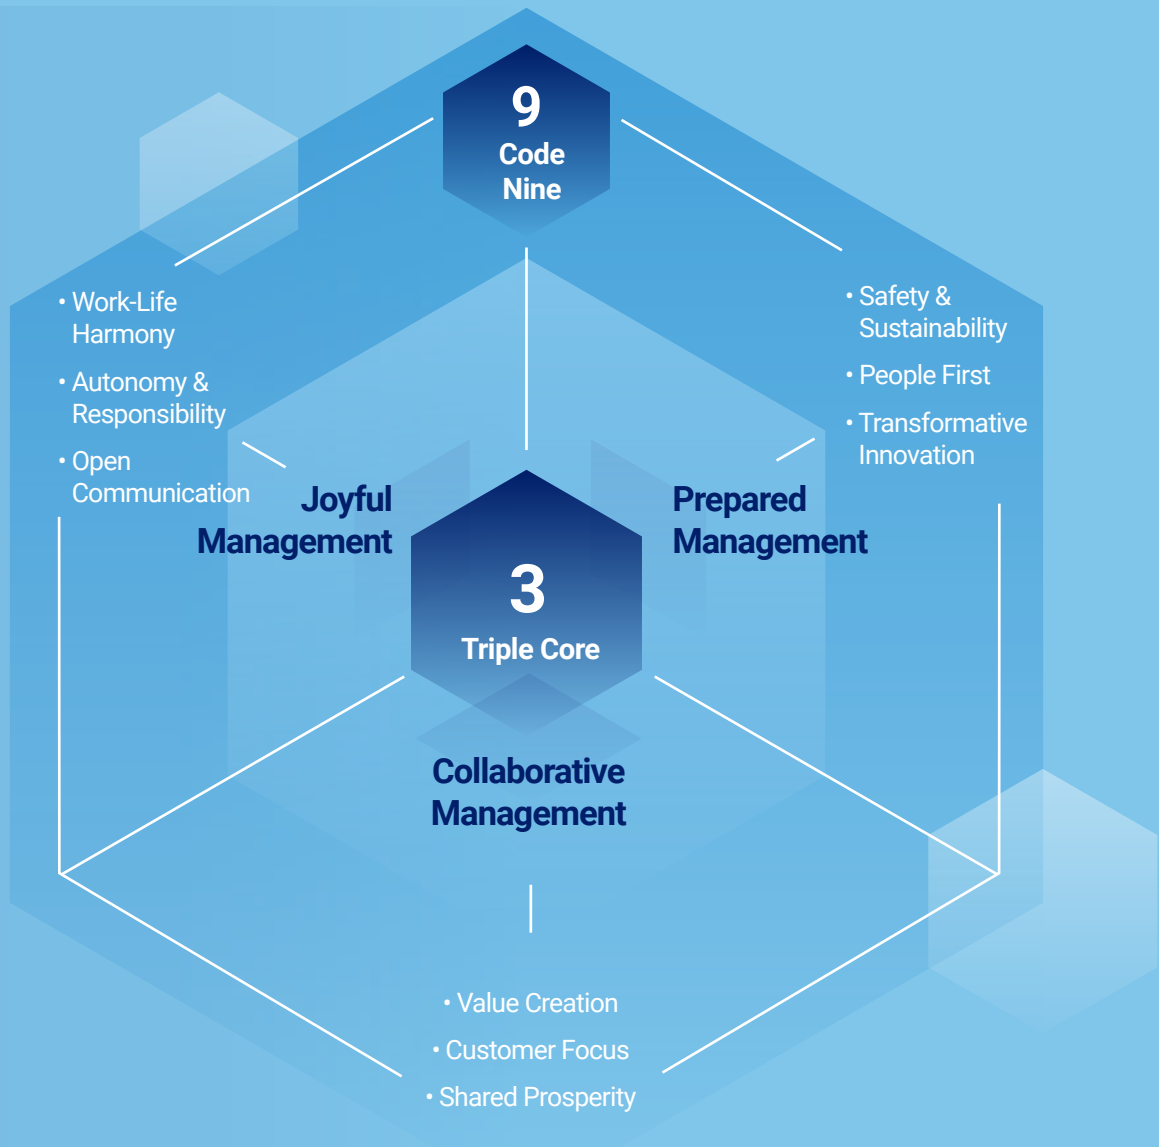 9
Code
Nine
• Work-Life
Harmony
• Autonomy &
Responsibility
• Open
Communication
• Safety &
Sustainability
• People First
• Transformative
Innovation
Joyful
Management
Prepared
Management
3
Triple Core
Collaborative
Management
• Value Creation
• Customer Focus
• Shared Prosperity